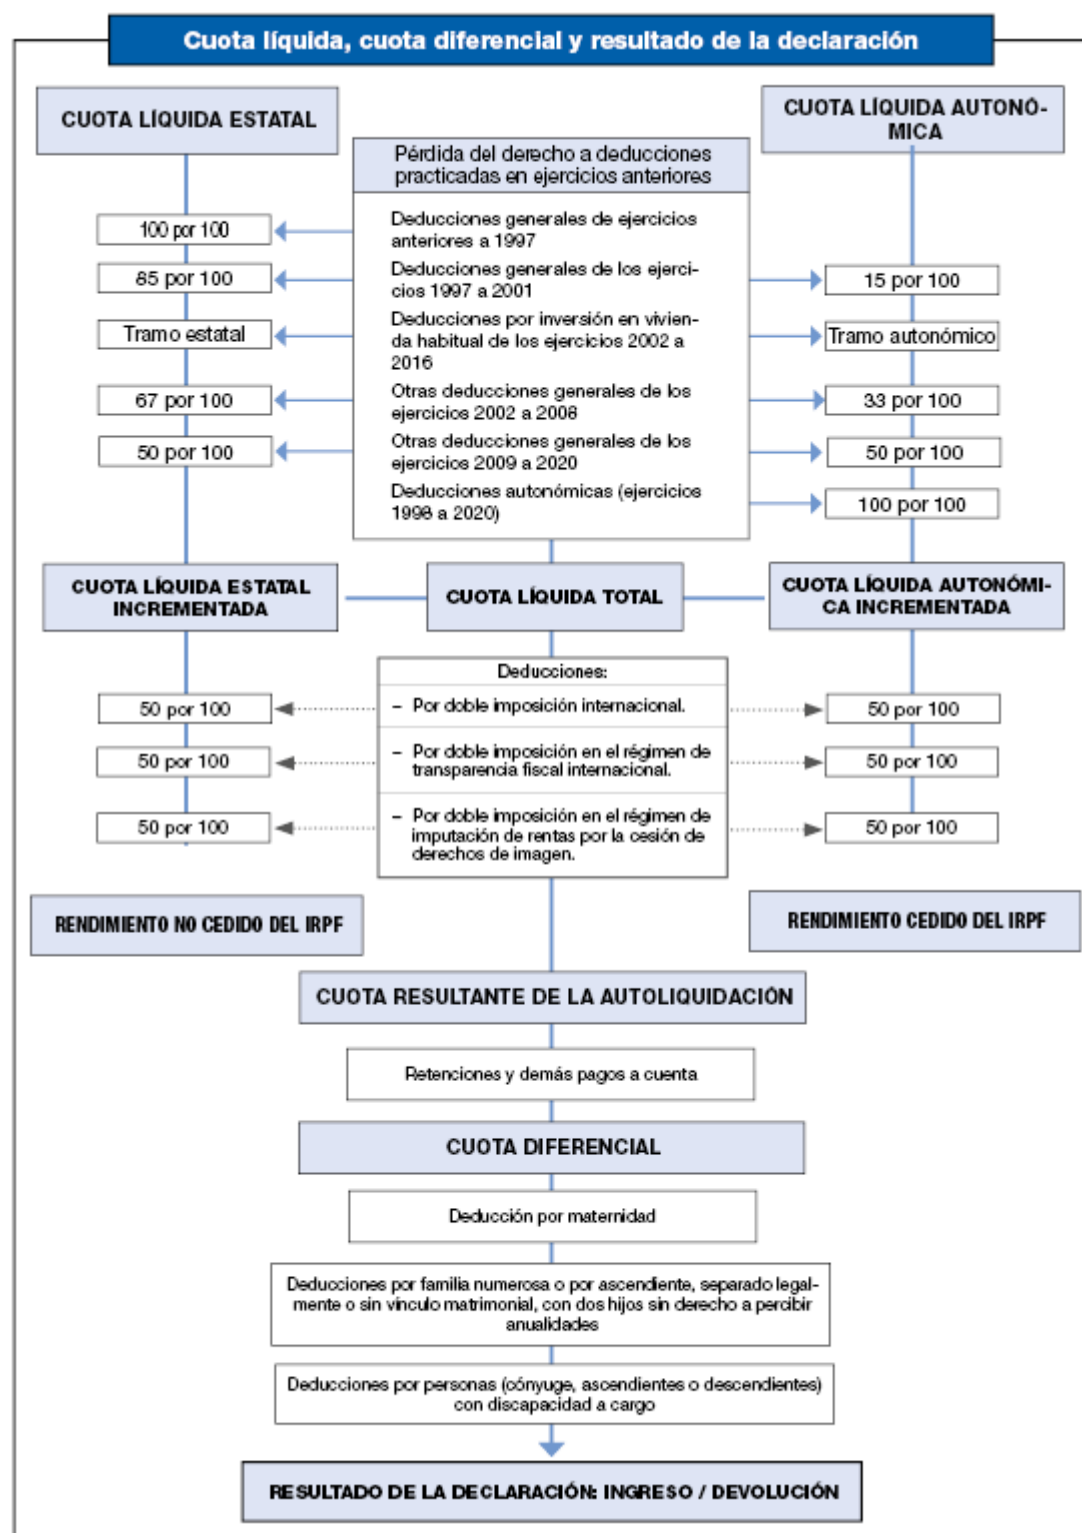 Cuota líquida, cuota diferencial y resultado de la declaración
CUOTA LÍQUIDA ESTATAL
CUOTA LÍQUIDA AUTONÓ-
MICA
Pérdida del derecho a deducciones
practicadas en ejercicios anteriores
100 por 100
Deducciones generales de ejercicios
anteriores a 1997
85 por 100
Deducciones generales de los ejerci-
cios 1997 a 2001
15 por 100
Tramo estatal
Deducciones por inversión en vivien-
da habitual de los ejercicios 2002 a
2016
Tramo autonómico
67 por 100
Otras deducciones generales de los
ejercicios 2002 a 2008
33 por 100
50 por 100
Otras deducciones generales de los
ejercicios 2009 a 2020
50 por 100
Deducciones autonómicas (ejercicios
1998 a 2020)
100 por 100
CUOTA LÍQUIDA ESTATAL
INCREMENTADA
CUOTA LÍQUIDA TOTAL
CUOTA LÍQUIDA AUTONÓMI-
CA INCREMENTADA
Deducciones:
50 por 100
– Por doble imposición internacional.
50 por 100
50 por 100
– Por doble imposición en el régimen de
transparencia fiscal internacional.
50 por 100
50 por 100
– Por doble imposición en el régimen de
imputación de rentas por la cesión de
derechos de imagen.
50 por 100
RENDIMIENTO NO CEDIDO DEL IRPF
RENDIMIENTO CEDIDO DEL IRPF
CUOTA RESULTANTE DE LA AUTOLIQUIDACIÓN
Retenciones y demás pagos a cuenta
CUOTA DIFERENCIAL
Deducción por maternidad
Deducciones por familia numerosa o por ascendiente, separado legal-
mente o sin vínculo matrimonial, con dos hijos sin derecho a percibir
anualidades
Deducciones por personas (cónyuge, ascendientes o descendientes)
con discapacidad a cargo
RESULTADO DE LA DECLARACIÓN: INGRESO / DEVOLUCIÓN